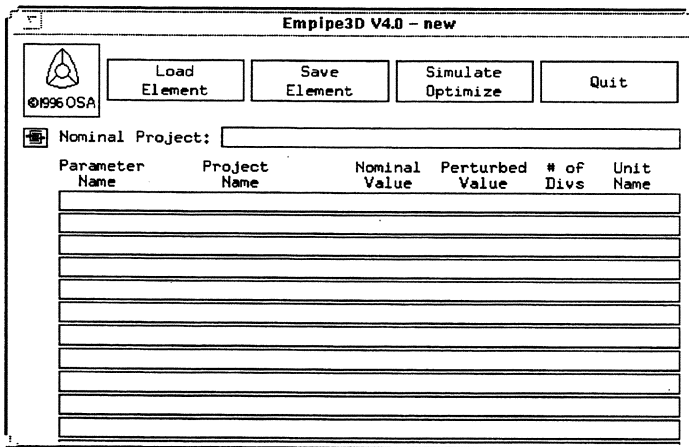 Empipe3D V4.0 – new
©1996 OSA
Load Element
Save Element
Simulate Optimize
Quit
Nominal Project:
Parameter Name
Project Name
Nominal Value
Perturbed Value
# of Divs
Unit Name